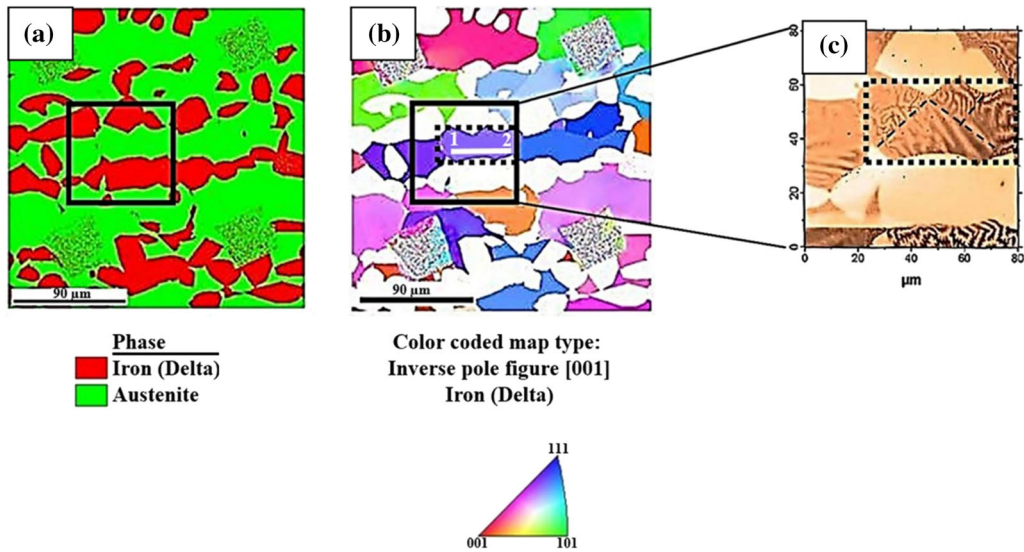 (a)
(b)
(c)
1 2
90 µm
90 µm
80
60
40
20
0
0 20 40 60 80
µm
Phase
Iron (Delta)
Austenite
Color coded map type:
Inverse pole figure [001]
Iron (Delta)
111
001 101